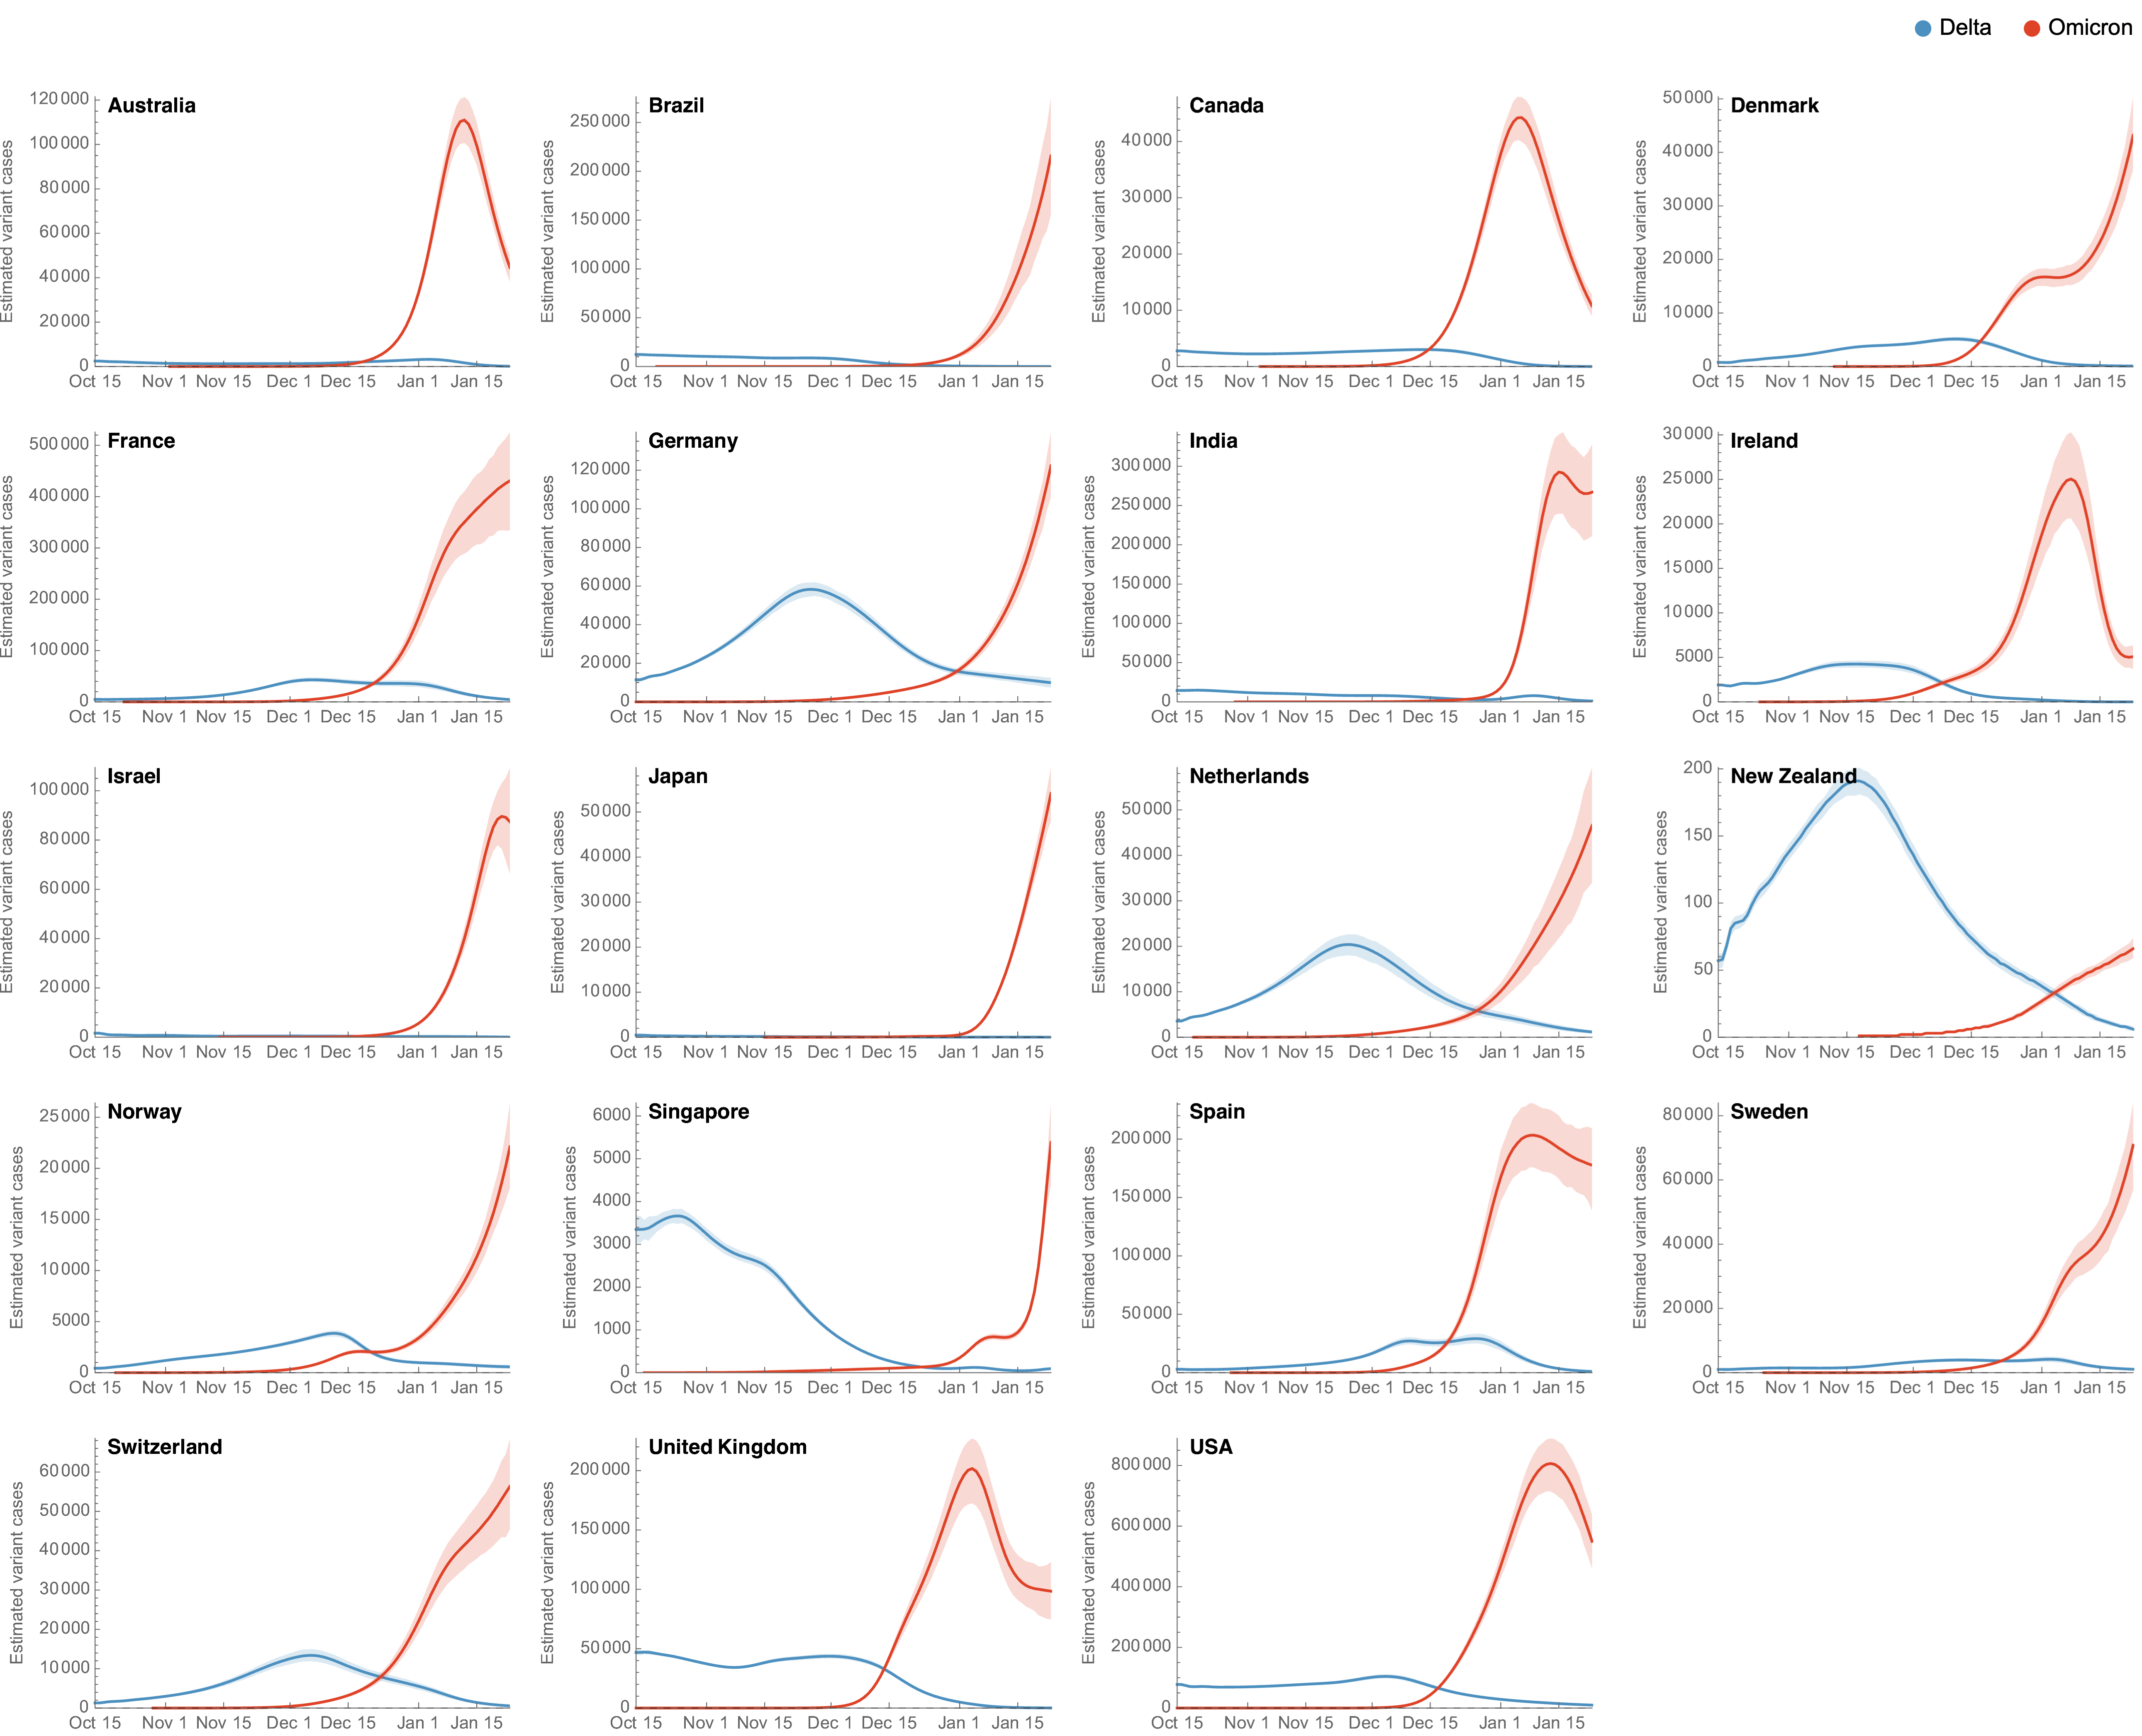 Delta Omicron
Australia
Estimated variant cases
120 000
100 000
80 000
60 000
40 000
20 000
0
Oct 15 Nov 1 Nov 15 Dec 1 Dec 15 Jan 1 Jan 15
Brazil
Estimated variant cases
250 000
200 000
150 000
100 000
50 000
0
Oct 15 Nov 1 Nov 15 Dec 1 Dec 15 Jan 1 Jan 15
Canada
Estimated variant cases
40 000
30 000
20 000
10 000
0
Oct 15 Nov 1 Nov 15 Dec 1 Dec 15 Jan 1 Jan 15
Denmark
Estimated variant cases
50 000
40 000
30 000
20 000
10 000
0
Oct 15 Nov 1 Nov 15 Dec 1 Dec 15 Jan 1 Jan 15
France
Estimated variant cases
500 000
400 000
300 000
200 000
100 000
0
Oct 15 Nov 1 Nov 15 Dec 1 Dec 15 Jan 1 Jan 15
Germany
Estimated variant cases
120 000
100 000
80 000
60 000
40 000
20 000
0
Oct 15 Nov 1 Nov 15 Dec 1 Dec 15 Jan 1 Jan 15
India
Estimated variant cases
300 000
250 000
200 000
150 000
100 000
50 000
0
Oct 15 Nov 1 Nov 15 Dec 1 Dec 15 Jan 1 Jan 15
Ireland
Estimated variant cases
30 000
25 000
20 000
15 000
10 000
5000
0
Oct 15 Nov 1 Nov 15 Dec 1 Dec 15 Jan 1 Jan 15
Israel
Estimated variant cases
100 000
80 000
60 000
40 000
20 000
0
Oct 15 Nov 1 Nov 15 Dec 1 Dec 15 Jan 1 Jan 15
Japan
Estimated variant cases
50 000
40 000
30 000
20 000
10 000
0
Oct 15 Nov 1 Nov 15 Dec 1 Dec 15 Jan 1 Jan 15
Netherlands
Estimated variant cases
50 000
40 000
30 000
20 000
10 000
0
Oct 15 Nov 1 Nov 15 Dec 1 Dec 15 Jan 1 Jan 15
New Zealand
Estimated variant cases
200
150
100
50
0
Oct 15 Nov 1 Nov 15 Dec 1 Dec 15 Jan 1 Jan 15
Norway
Estimated variant cases
25 000
20 000
15 000
10 000
5000
0
Oct 15 Nov 1 Nov 15 Dec 1 Dec 15 Jan 1 Jan 15
Singapore
Estimated variant cases
6000
5000
4000
3000
2000
1000
0
Oct 15 Nov 1 Nov 15 Dec 1 Dec 15 Jan 1 Jan 15
Spain
Estimated variant cases
200 000
150 000
100 000
50 000
0
Oct 15 Nov 1 Nov 15 Dec 1 Dec 15 Jan 1 Jan 15
Sweden
Estimated variant cases
80 000
60 000
40 000
20 000
0
Oct 15 Nov 1 Nov 15 Dec 1 Dec 15 Jan 1 Jan 15
Switzerland
Estimated variant cases
60 000
50 000
40 000
30 000
20 000
10 000
0
Oct 15 Nov 1 Nov 15 Dec 1 Dec 15 Jan 1 Jan 15
United Kingdom
Estimated variant cases
200 000
150 000
100 000
50 000
0
Oct 15 Nov 1 Nov 15 Dec 1 Dec 15 Jan 1 Jan 15
USA
Estimated variant cases
800 000
600 000
400 000
200 000
0
Oct 15 Nov 1 Nov 15 Dec 1 Dec 15 Jan 1 Jan 15